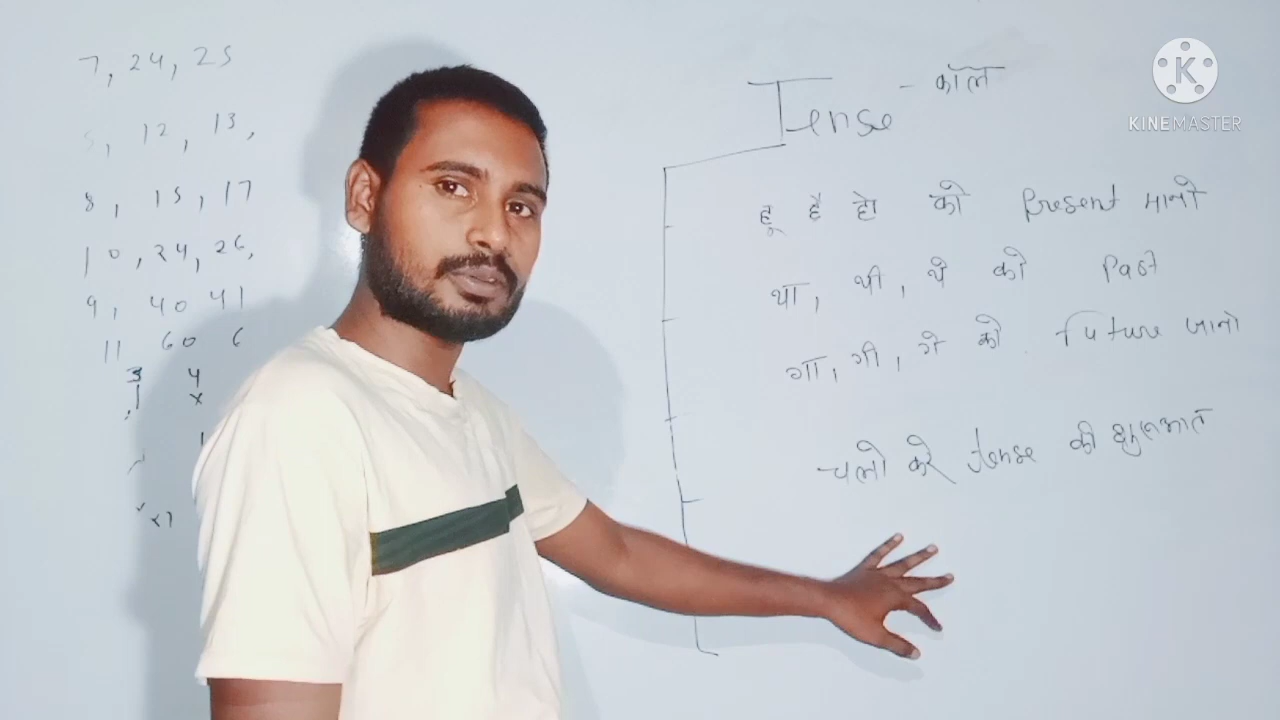 7, 24, 25
5, 12, 13,
8, 15, 17
10, 24, 26,
9, 40 41
11 60 6
3 4
x
x7
Tense - कॉल
हू है हो को Present मानो
था, थी, थे को Past
गा, गी, गे को Future जानो
चलो करे tense की
KINEMASTER